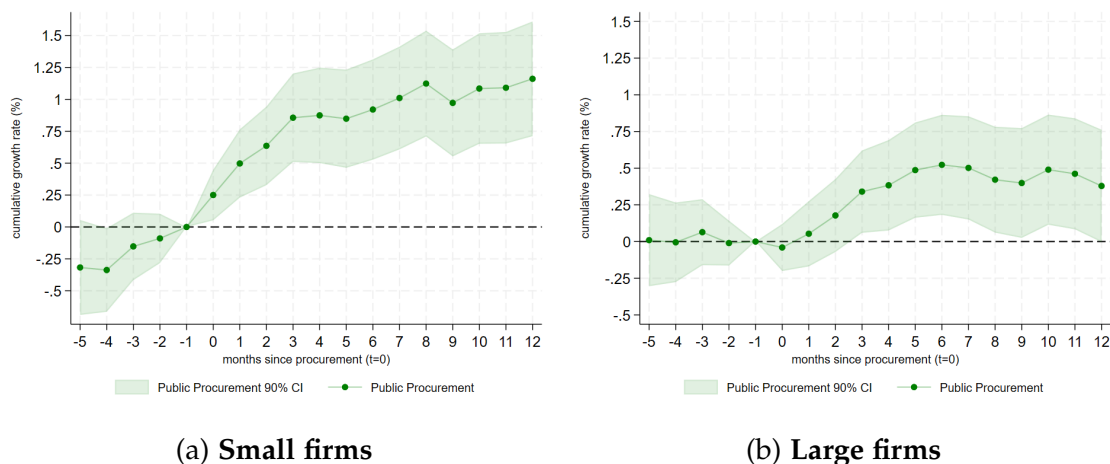 cumulative growth rate (%)
1.5
1.25
1
.75
.5
.25
0
-.25
-.5
-5 -4 -3 -2 -1 0 1 2 3 4 5 6 7 8 9 10 11 12
months since procurement (t=0)
Public Procurement 90% CI Public Procurement
(a) Small firms
cumulative growth rate (%)
1.5
1.25
1
.75
.5
.25
0
-.25
-.5
-5 -4 -3 -2 -1 0 1 2 3 4 5 6 7 8 9 10 11 12
months since procurement (t=0)
Public Procurement 90% CI Public Procurement
(b) Large firms